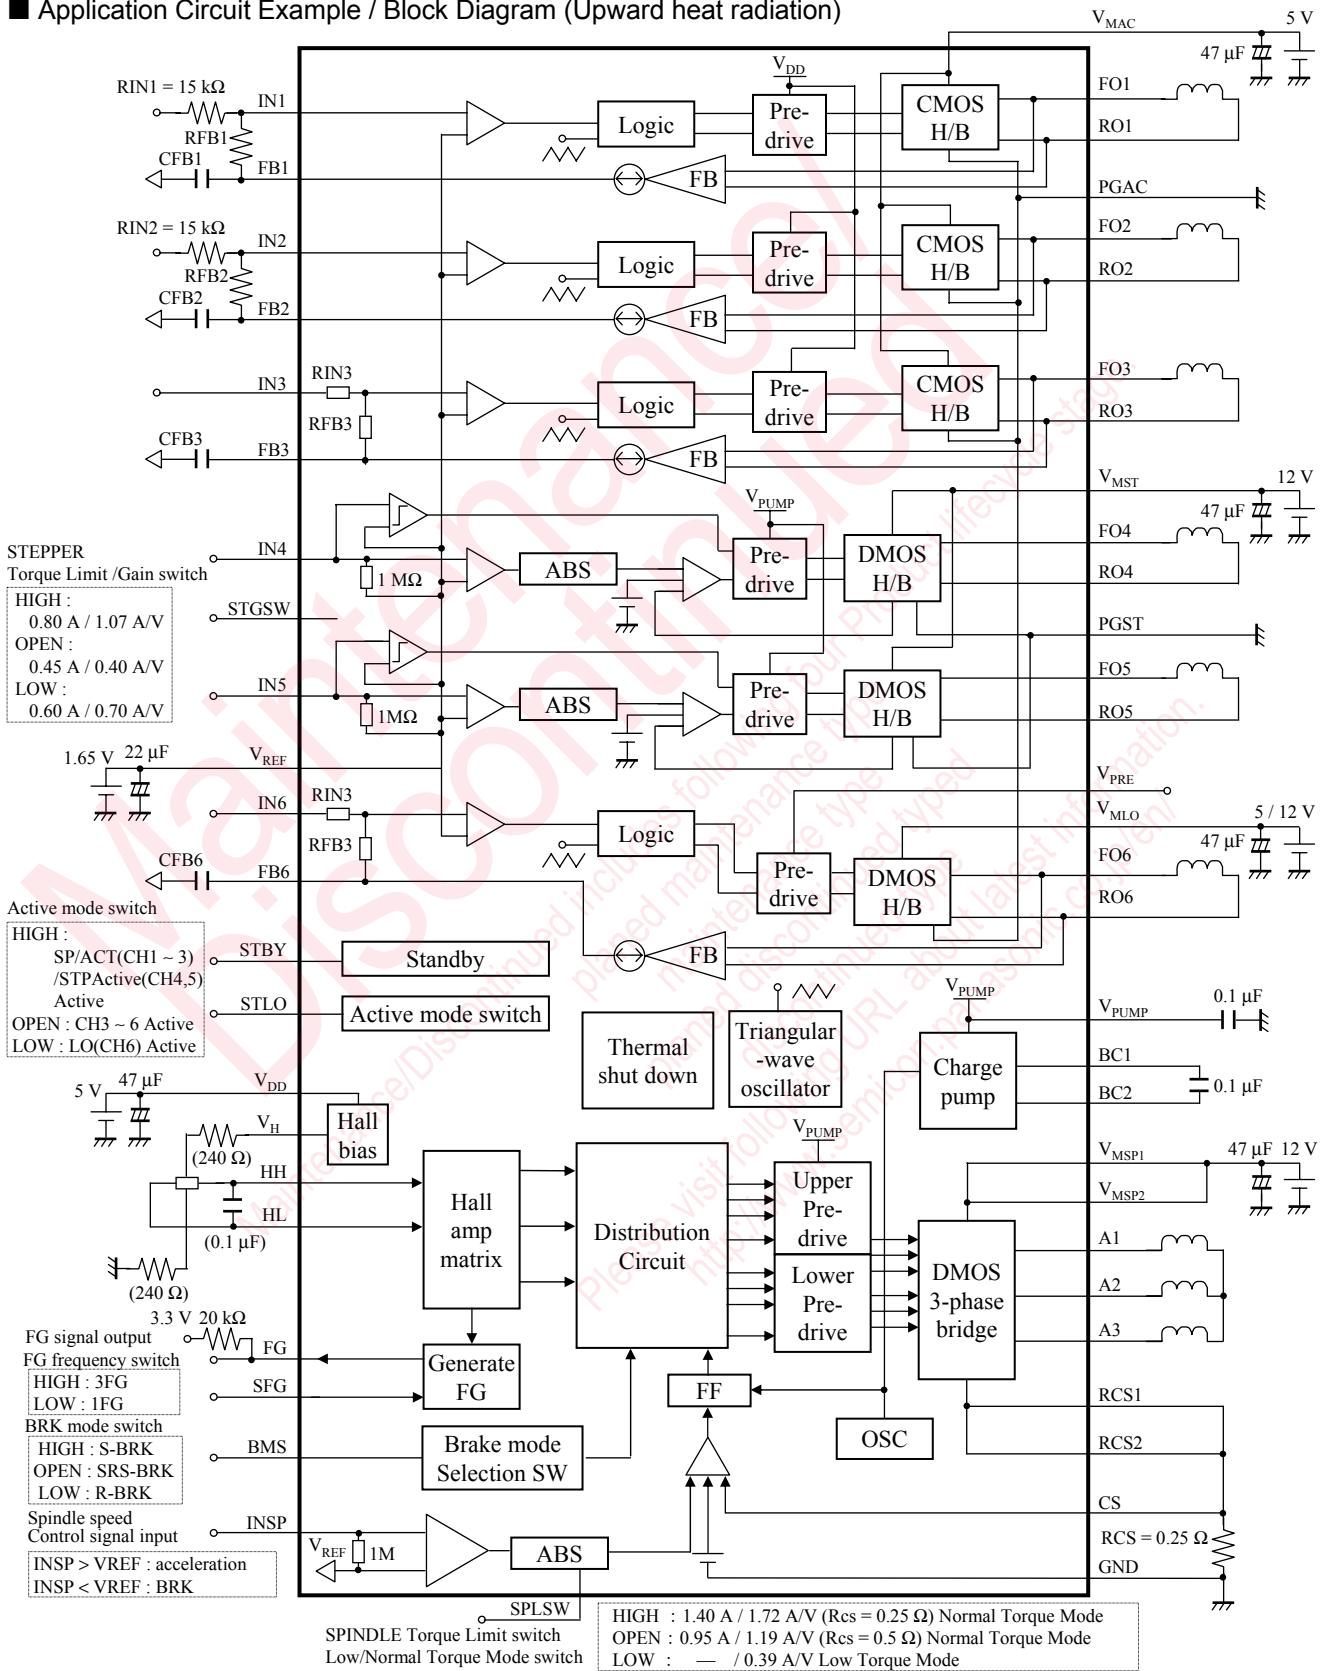 ■ Application Circuit Example / Block Diagram (Upward heat radiation)
VMAC
5 V
47 μF
RIN1 = 15 kΩ
IN1
RFB1
CFB1
FB1
VDD
Logic
Pre-
drive
CMOS
H/B
FB
FO1
RO1
PGAC
RIN2 = 15 kΩ
IN2
RFB2
CFB2
FB2
Logic
Pre-
drive
CMOS
H/B
FB
FO2
RO2
IN3
RIN3
RFB3
CFB3
FB3
Logic
Pre-
drive
CMOS
H/B
FB
FO3
RO3
VMST
12 V
47 μF
VPUMP
STEPPER
Torque Limit /Gain switch
HIGH :
0.80 A / 1.07 A/V
OPEN :
0.45 A / 0.40 A/V
LOW :
0.60 A / 0.70 A/V
IN4
1 MΩ
ABS
Pre-
drive
DMOS
H/B
FO4
RO4
STGSW
PGST
IN5
1MΩ
ABS
Pre-
drive
DMOS
H/B
FO5
RO5
1.65 V
22 μF
VREF
VPRE
IN6
RIN3
RFB3
CFB6
FB6
Logic
Pre-
drive
DMOS
H/B
FB
VMLO
5 / 12 V
47 μF
FO6
RO6
Active mode switch
HIGH :
SP/ACT(CH1 ~ 3)
/STPActive(CH4,5)
Active
OPEN : CH3 ~ 6 Active
LOW : LO(CH6) Active
STBY
Standby
STLO
Active mode switch
Thermal
shut down
Triangular
-wave
oscillator
VPUMP
Charge
pump
VPUMP
0.1 μF
BC1
BC2
0.1 μF
5 V
47 μF
VDD
VH
Hall
bias
(240 Ω)
HH
HL
(0.1 μF)
(240 Ω)
Hall
amp
matrix
Distribution
Circuit
VPUMP
Upper
Pre-
drive
Lower
Pre-
drive
DMOS
3-phase
bridge
VMSP1
VMSP2
47 μF
12 V
A1
A2
A3
3.3 V
20 kΩ
FG signal output
FG
FG frequency switch
HIGH : 3FG
LOW : 1FG
SFG
Generate
FG
FF
OSC
RCS1
RCS2
BRK mode switch
HIGH : S-BRK
OPEN : SRS-BRK
LOW : R-BRK
BMS
Brake mode
Selection SW
CS
Spindle speed
Control signal input
INSP > VREF : acceleration
INSP < VREF : BRK
INSP
VREF
1M
ABS
RCS = 0.25 Ω
GND
SPLSW
SPINDLE Torque Limit switch
Low/Normal Torque Mode switch
HIGH : 1.40 A / 1.72 A/V (Rcs = 0.25 Ω) Normal Torque Mode
OPEN : 0.95 A / 1.19 A/V (Rcs = 0.5 Ω) Normal Torque Mode
LOW : — / 0.39 A/V Low Torque Mode
Maintenance/
Discontinued